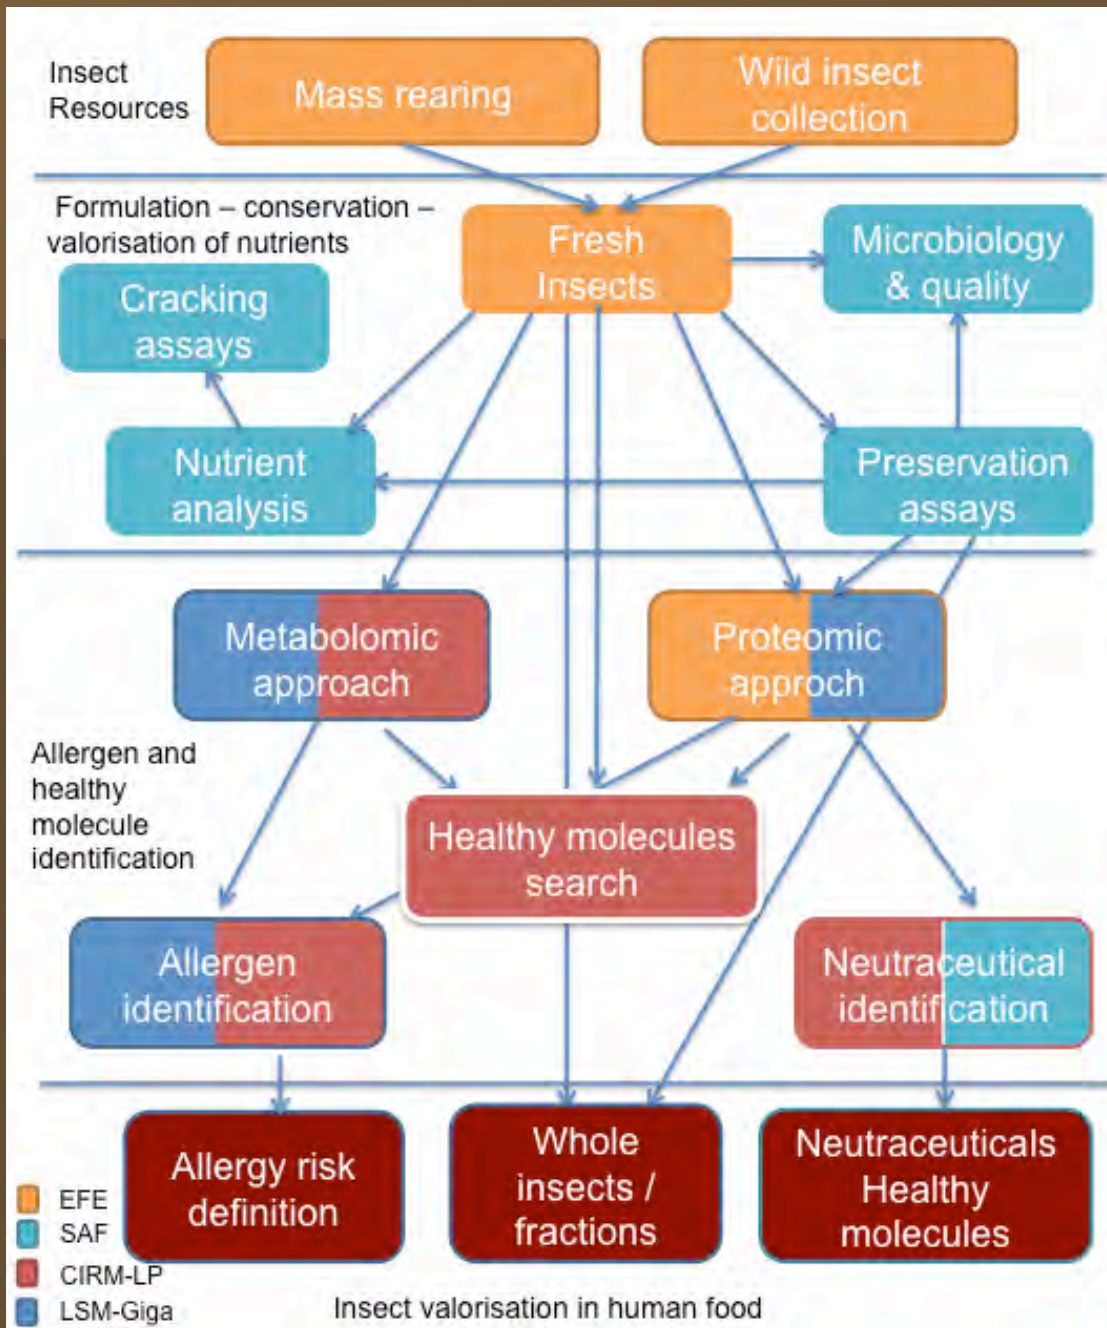 Insect
Resources
Mass rearing
Wild insect
collection
Formulation – conservation –
valorisation of nutrients
Fresh
Insects
Microbiology
& quality
Cracking
assays
Nutrient
analysis
Preservation
assays
Metabolomic
approach
Proteomic
approch
Allergen and
healthy
molecule
identification
Healthy molecules
search
Allergen
identification
Neutraceutical
identification
Allergy risk
definition
Whole
insects /
fractions
Neutraceuticals
Healthy
molecules
EFE
SAF
CIRM-LP
LSM-Giga
Insect valorisation in human food